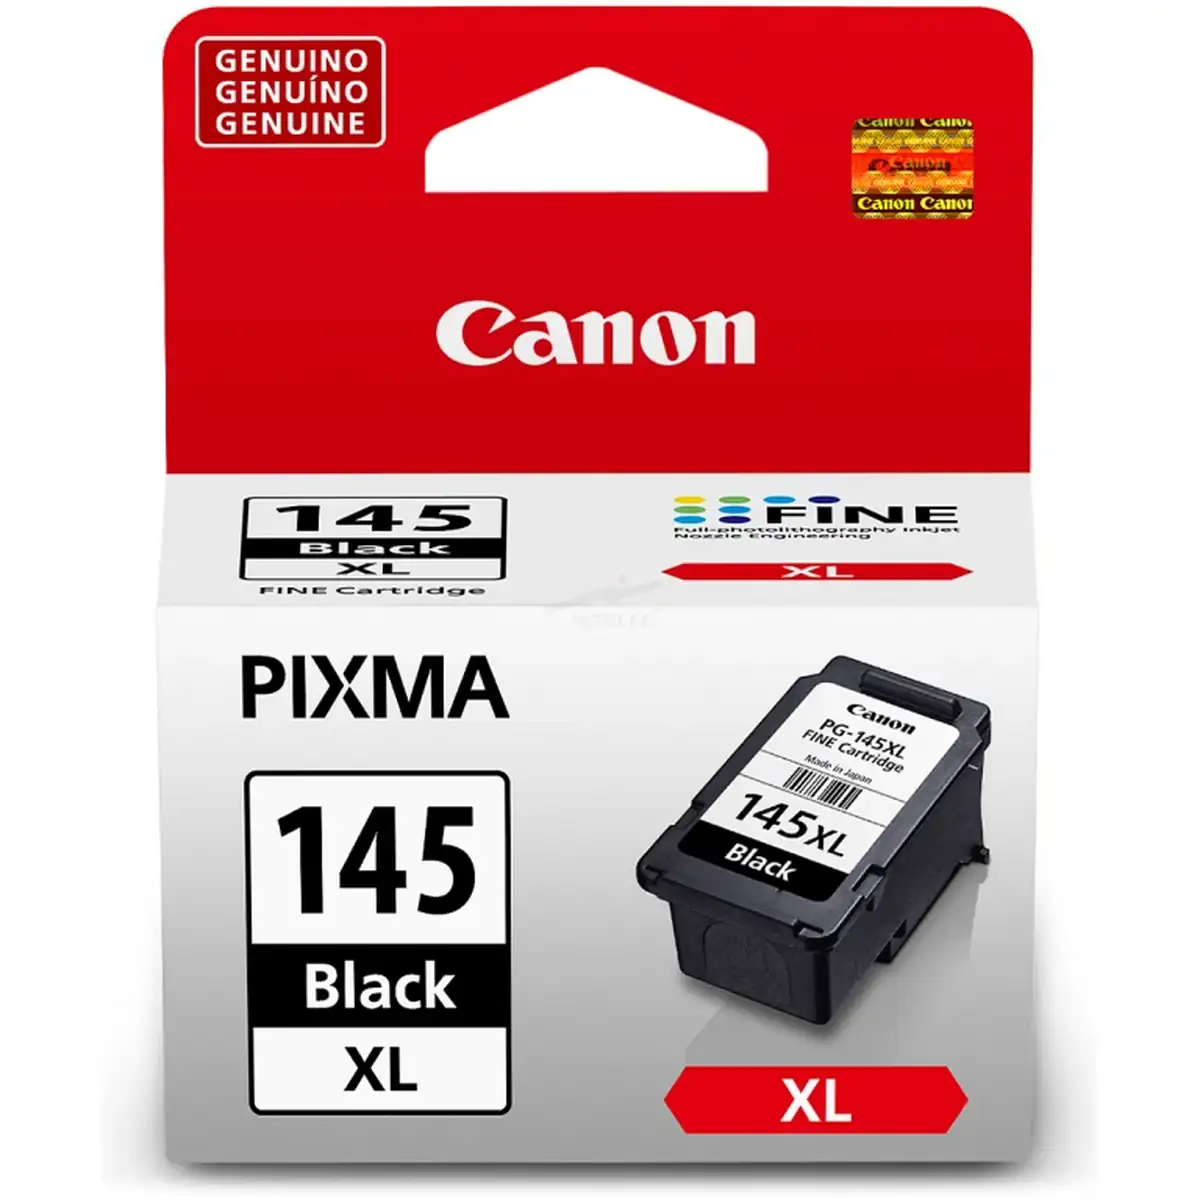 GENUINO
GENUÍNO
GENUINE
Canon Canon
Canon
Canon Canon
Canon
145
Black
XL
FINE Cartridge
FINE
Full-photolithography Inkjet
Nozzle Engineering
XL
PIXMA
145
Black
XL
Canon
PG-145XL
FINE Cartridge
Made in Japan
145XL
Black
XL